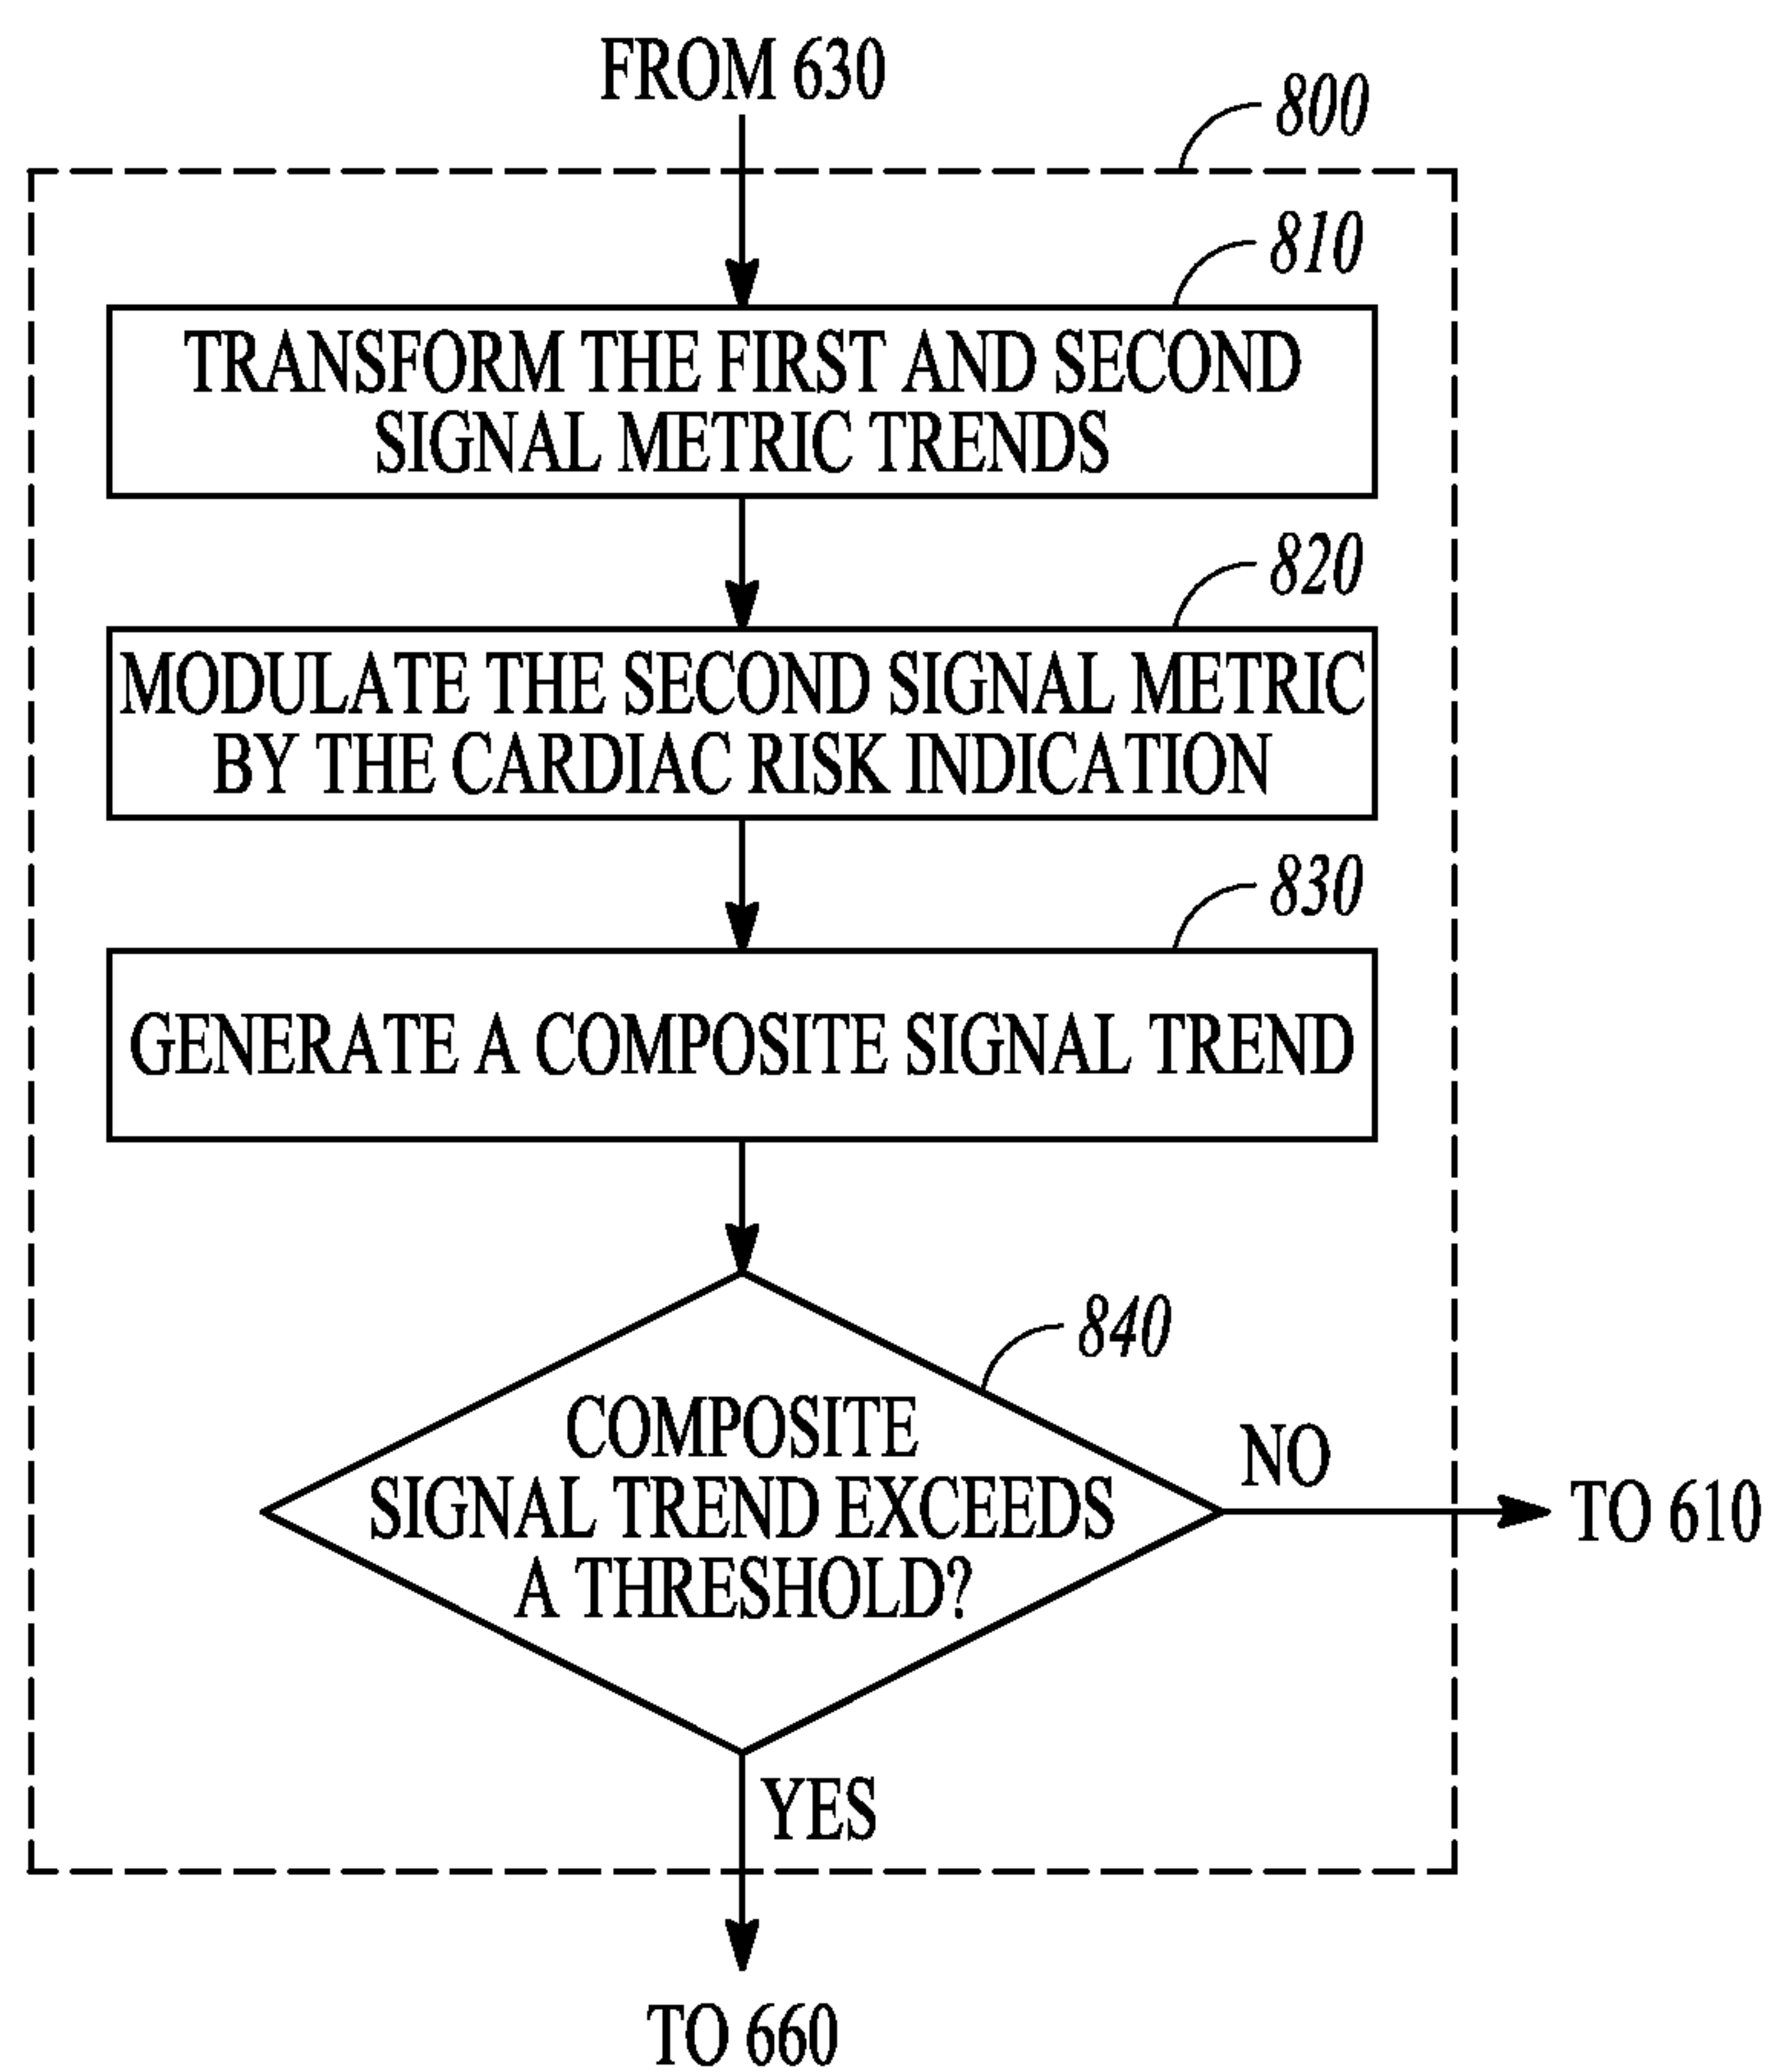 FROM 630
800
810
TRANSFORM THE FIRST AND SECOND
SIGNAL METRIC TRENDS
820
MODULATE THE SECOND SIGNAL METRIC
BY THE CARDIAC RISK INDICATION
830
GENERATE A COMPOSITE SIGNAL TREND
840
COMPOSITE
SIGNAL TREND EXCEEDS
A THRESHOLD?
NO
TO 610
YES
TO 660